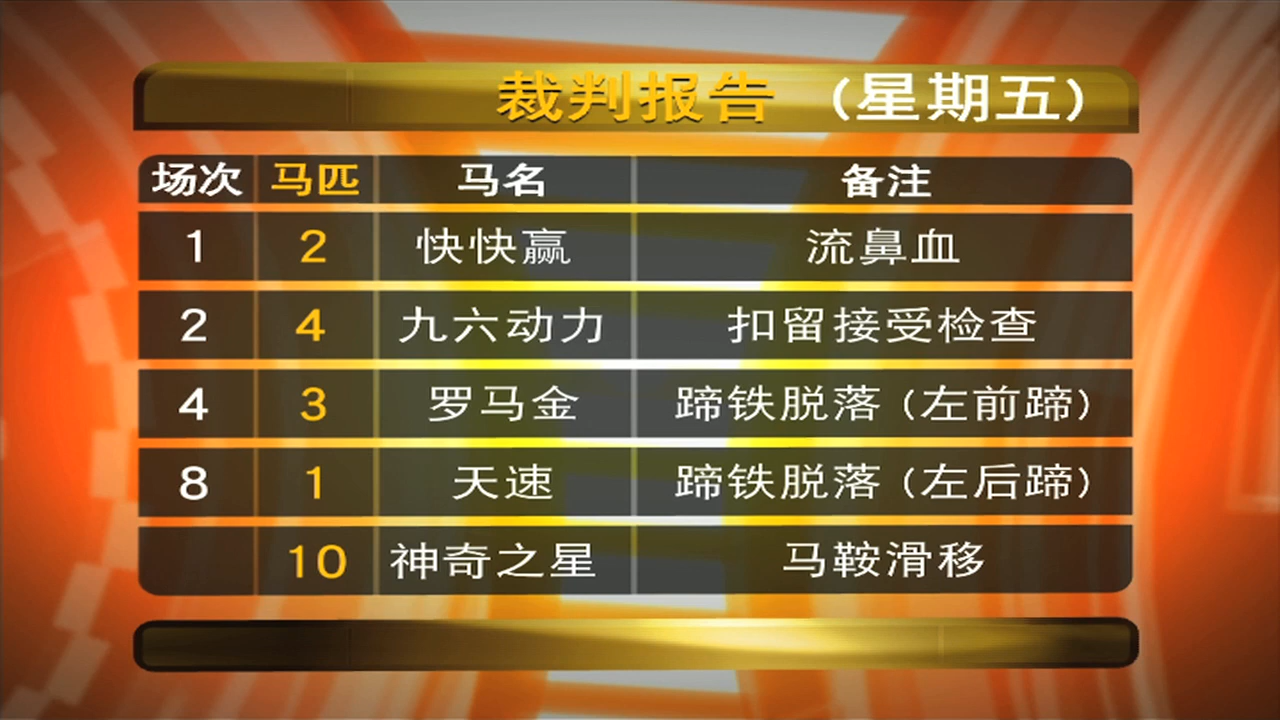 裁判报告 (星期五)
场次 马匹 马名 备注
1 2 快快赢 流鼻血
2 4 九六动力 扣留接受检查
4 3 罗马金 蹄铁脱落 (左前蹄)
8 1 天速 蹄铁脱落 (左后蹄)
10 神奇之星 马鞍滑移